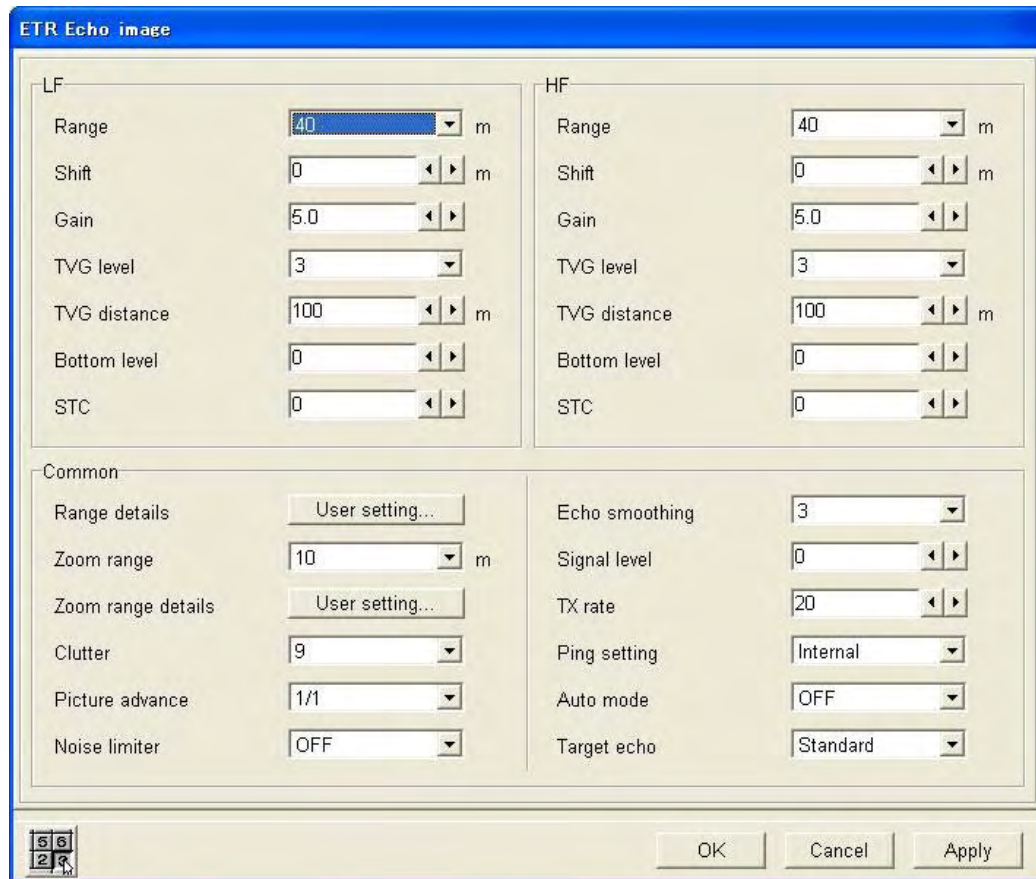 ETR Echo image
LF
Range 40 m
Shift 0 m
Gain 5.0
TVG level 3
TVG distance 100 m
Bottom level 0
STC 0
HF
Range 40 m
Shift 0 m
Gain 5.0
TVG level 3
TVG distance 100 m
Bottom level 0
STC 0
Common
Range details User setting...
Zoom range 10 m
Zoom range details User setting...
Clutter 9
Picture advance 1/1
Noise limiter OFF
Echo smoothing 3
Signal level 0
TX rate 20
Ping setting Internal
Auto mode OFF
Target echo Standard
5 6
2
OK Cancel Apply